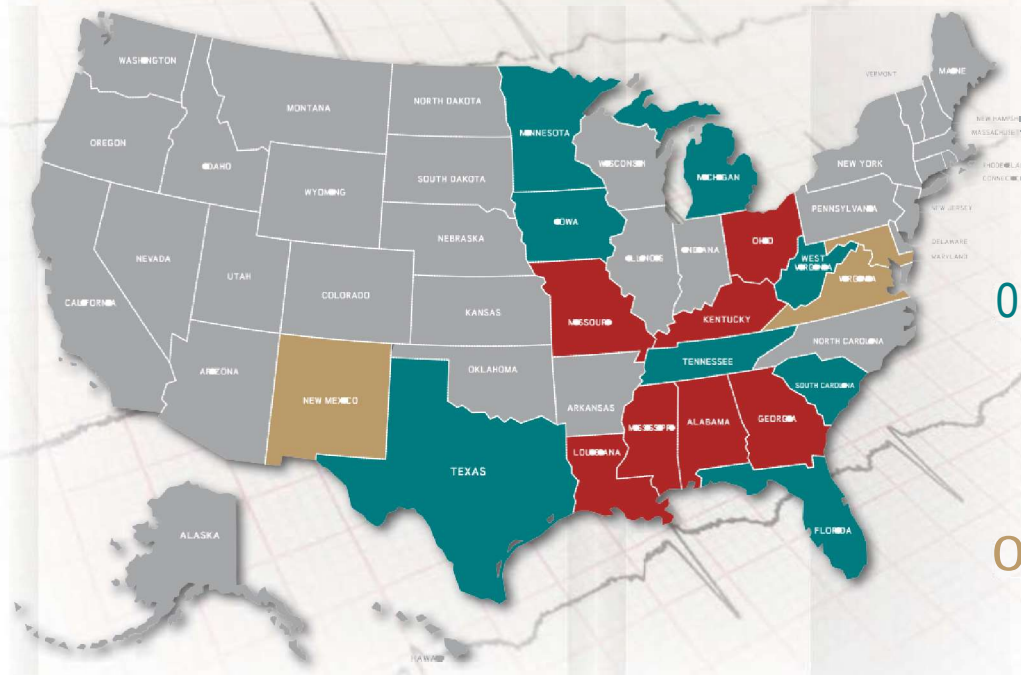 WASHINGTON
MAINE
VERMONT
MONTANA
NORTH DAKOTA
MINNESOTA
OREGON
IDAHO
WISCONSIN
NEW YORK
SOUTH DAKOTA
MICHIGAN
WYOMING
PENNSYLVANIA
NEW JERSEY
IOWA
NEBRASKA
OHIO
DELAWARE
NEVADA
INDIANA
MARYLAND
UTAH
ILLINOIS
WEST
VIRGINIA
VIRGINIA
COLORADO
CALIFORNIA
KANSAS
MISSOURI
KENTUCKY
NORTH CAROLINA
TENNESSEE
ARIZONA
OKLAHOMA
SOUTH CAROLINA
NEW MEXICO
ARKANSAS
MISSISSIPPI
ALABAMA
GEORGIA
LOUISIANA
TEXAS
FLORIDA
ALASKA
HAWAII